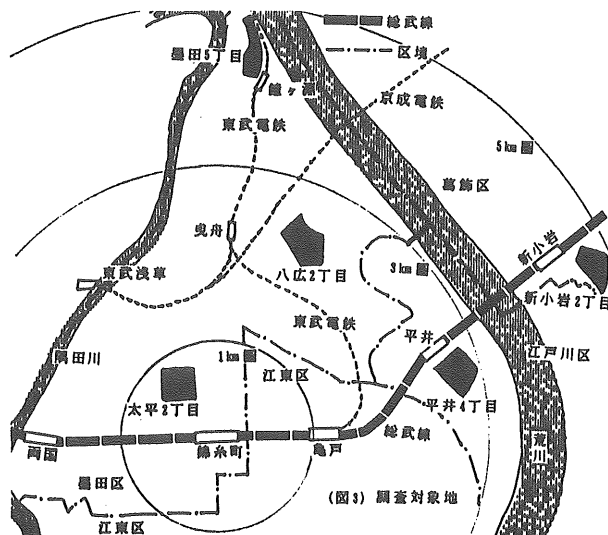 総武線
区境
墨田5丁目
鐘ヶ淵
京成電鉄
東武電鉄
5km圏
葛飾区
曳舟
新小岩
八広2丁目
3km圏
東武浅草
新小岩2丁目
東武電鉄
平井
隅田川
1km圏
江東区
江戸川区
太平2丁目
平井4丁目
両国
錦糸町
亀戸
総武線
荒川
墨田区
(図3) 調査対象地
江東区